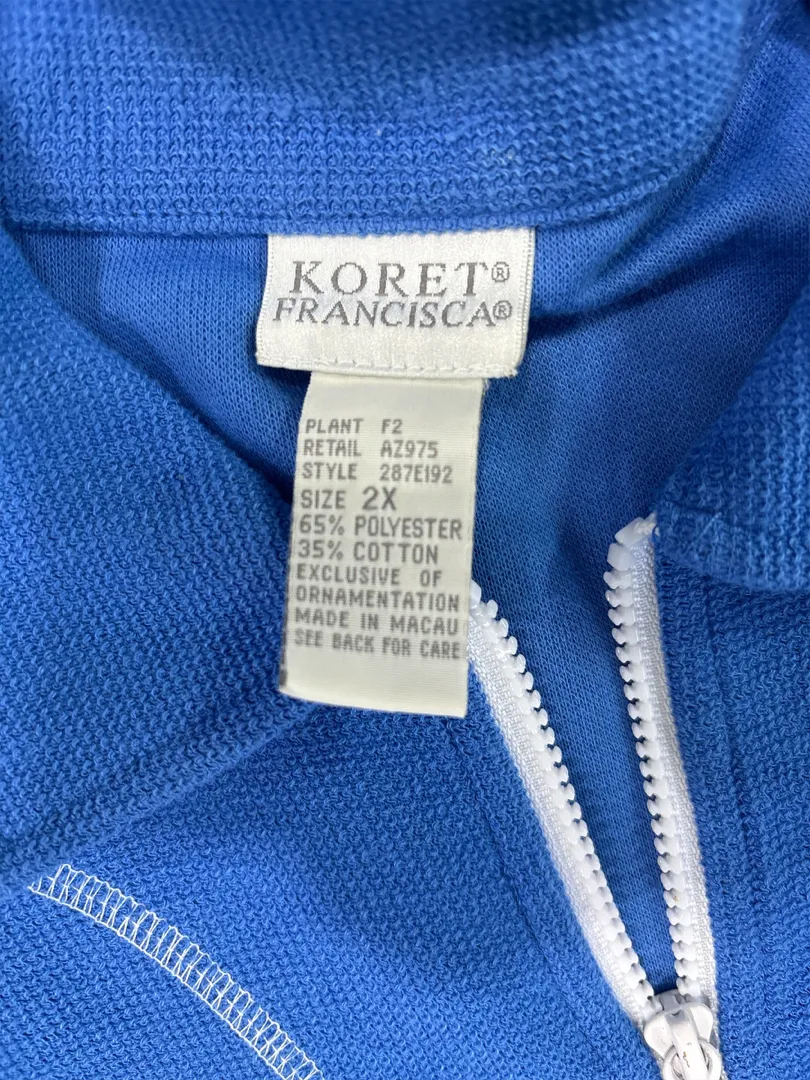 KORET®
FRANCISCA®
PLANT F2
RETAIL AZ975
STYLE 287E192
SIZE 2X
65% POLYESTER
35% COTTON
EXCLUSIVE OF
ORNAMENTATION
MADE IN MACAU
SEE BACK FOR CARE